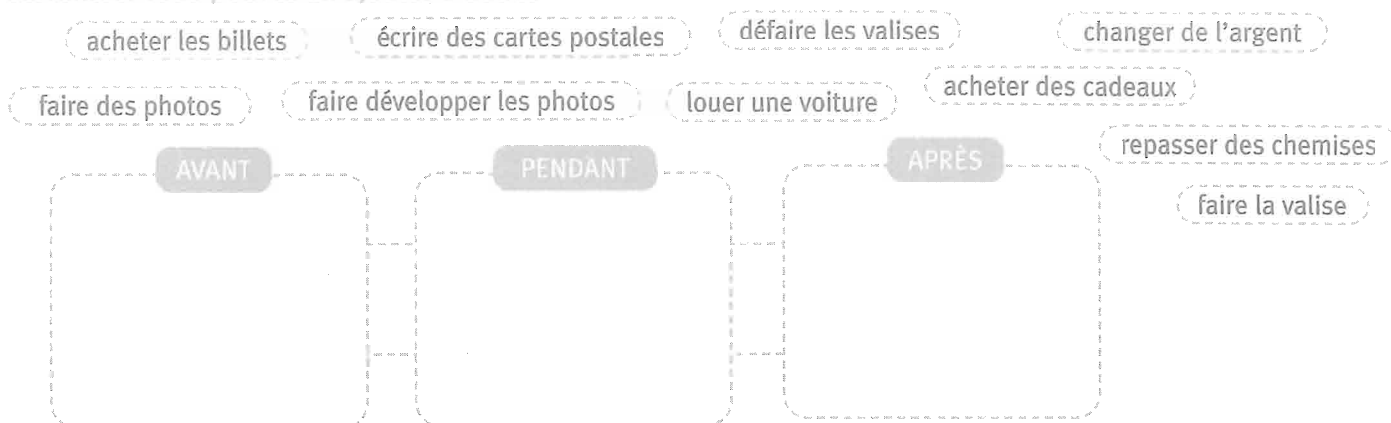 acheter les billets
écrire des cartes postales
défaire les valises
changer de l'argent
faire des photos
faire développer les photos
louer une voiture
acheter des cadeaux
repasser des chemises
faire la valise
AVANT
PENDANT
APRÈS